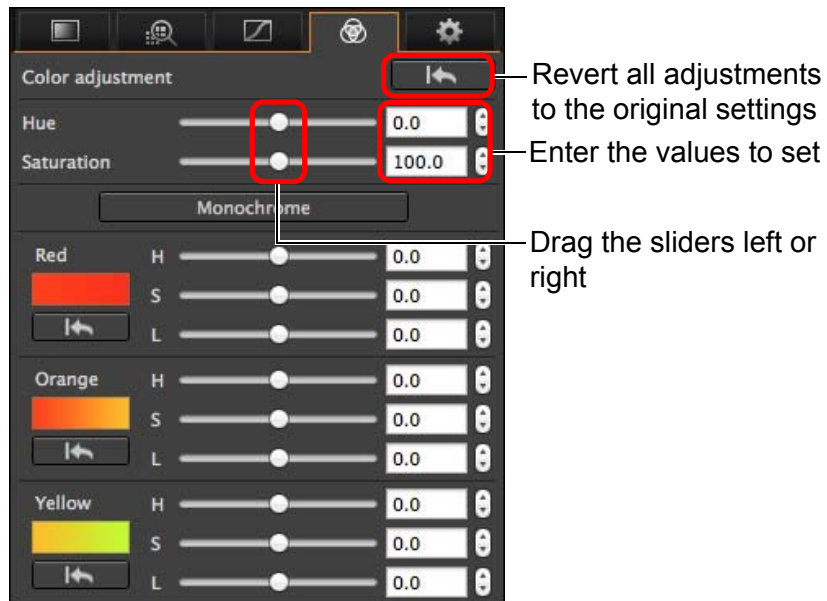 Color adjustment
Revert all adjustments
to the original settings
Hue 0.0
Enter the values to set
Saturation 100.0
Monochrome
Drag the sliders left or
right
Red H 0.0
S 0.0
L 0.0
Orange H 0.0
S 0.0
L 0.0
Yellow H 0.0
S 0.0
L 0.0